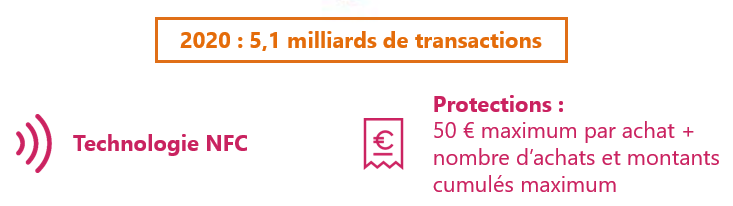 2020 : 5,1 milliards de transactions
Technologie NFC
€
Protections :
50 € maximum par achat +
nombre d'achats et montants
cumulés maximum